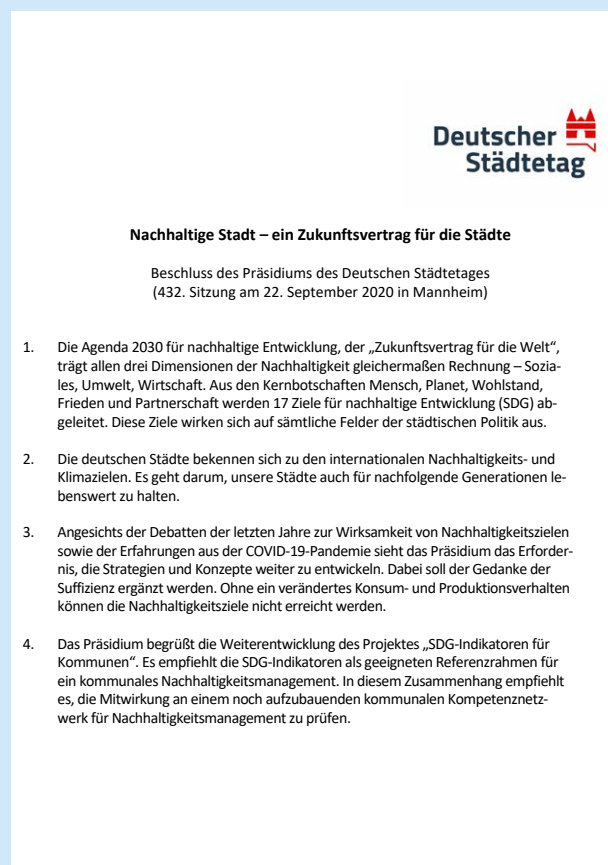 Deutscher
Städtetag
Nachhaltige Stadt – ein Zukunftsvertrag für die Städte
Beschluss des Präsidiums des Deutschen Städtetages
(432. Sitzung am 22. September 2020 in Mannheim)
1. Die Agenda 2030 für nachhaltige Entwicklung, der „Zukunftsvertrag für die Welt“,
trägt allen drei Dimensionen der Nachhaltigkeit gleichermaßen Rechnung – Sozia-
les, Umwelt, Wirtschaft. Aus den Kernbotschaften Mensch, Planet, Wohlstand,
Frieden und Partnerschaft werden 17 Ziele für nachhaltige Entwicklung (SDG) ab-
geleitet. Diese Ziele wirken sich auf sämtliche Felder der städtischen Politik aus.
2. Die deutschen Städte bekennen sich zu den internationalen Nachhaltigkeits- und
Klimazielen. Es geht darum, unsere Städte auch für nachfolgende Generationen le-
benswert zu halten.
3. Angesichts der Debatten der letzten Jahre zur Wirksamkeit von Nachhaltigkeitszielen
sowie der Erfahrungen aus der COVID-19-Pandemie sieht das Präsidium das Erforder-
nis, die Strategien und Konzepte weiter zu entwickeln. Dabei soll der Gedanke der
Suffizienz ergänzt werden. Ohne ein verändertes Konsum- und Produktionsverhalten
können die Nachhaltigkeitsziele nicht erreicht werden.
4. Das Präsidium begrüßt die Weiterentwicklung des Projektes „SDG-Indikatoren für
Kommunen“. Es empfiehlt die SDG-Indikatoren als geeigneten Referenzrahmen für
ein kommunales Nachhaltigkeitsmanagement. In diesem Zusammenhang empfiehlt
es, die Mitwirkung an einem noch aufzubauenden kommunalen Kompetenznetz-
werk für Nachhaltigkeitsmanagement zu prüfen.